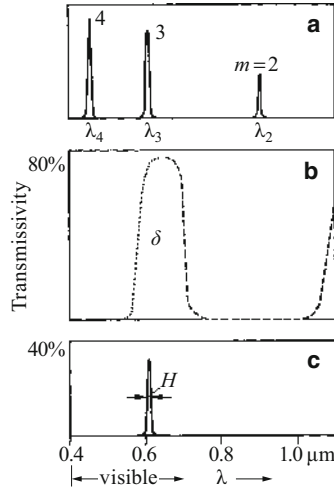 a
4
3
m=2
λ₄
λ₃
λ₂
80%
b
Transmissivity
δ
40%
c
H
0.4
0.6
0.8
1.0 μm
visible
λ